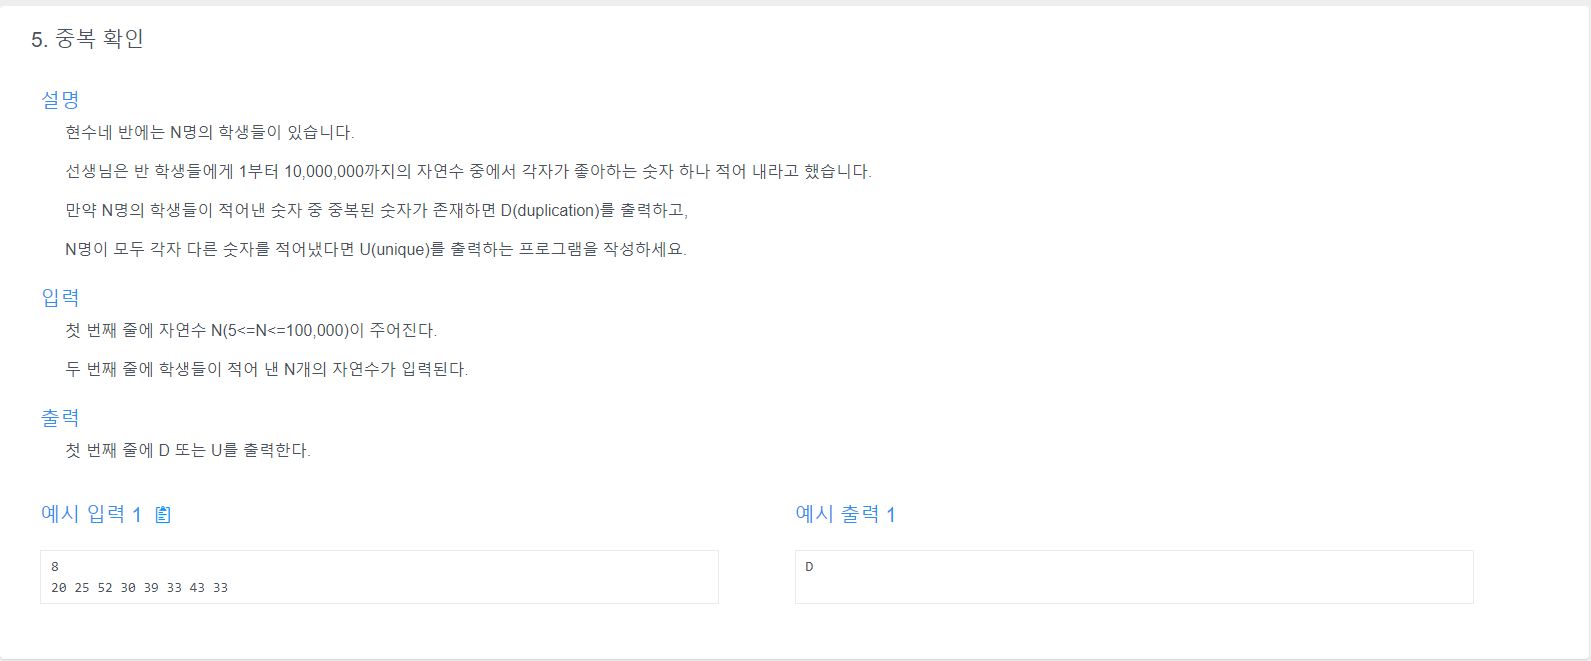 5. 중복 확인
설명
현수네 반에는 N명의 학생들이 있습니다.
선생님은 반 학생들에게 1부터 10,000,000까지의 자연수 중에서 각자가 좋아하는 숫자 하나 적어 내라고 했습니다.
만약 N명의 학생들이 적어낸 숫자 중 중복된 숫자가 존재하면 D(duplication)를 출력하고,
N명이 모두 각자 다른 숫자를 적어냈다면 U(unique)를 출력하는 프로그램을 작성하세요.
입력
첫 번째 줄에 자연수 N(5<=N<=100,000)이 주어진다.
두 번째 줄에 학생들이 적어 낸 N개의 자연수가 입력된다.
출력
첫 번째 줄에 D 또는 U를 출력한다.
예시 입력 1
8
20 25 52 30 39 33 43 33
예시 출력 1
D